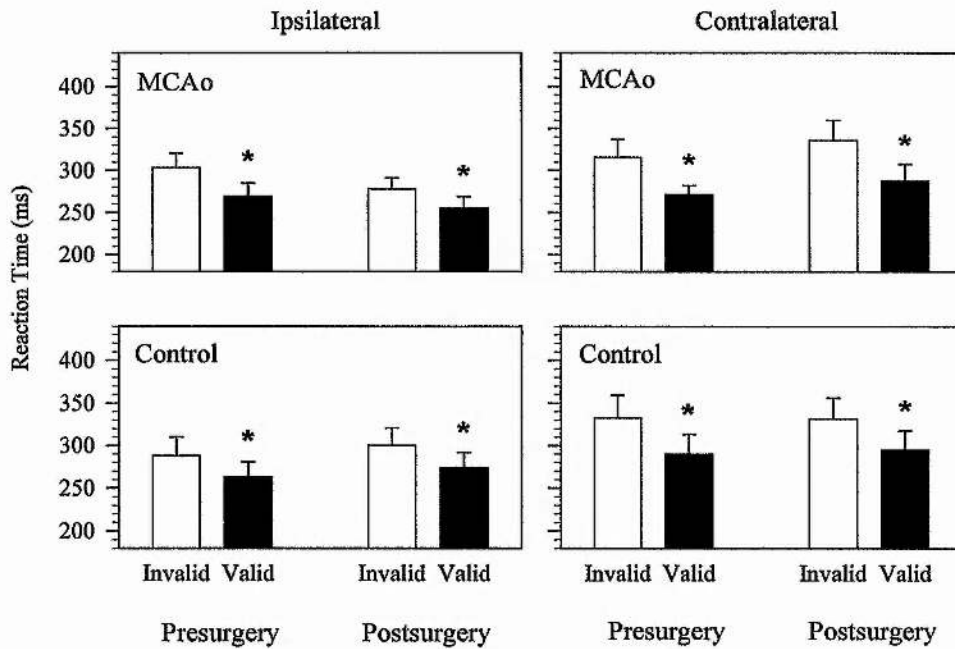 Ipsilateral Contralateral
MCAo MCAo
400
350
300
250
200
* * * *
Reaction Time (ms)
Control Control
400
350
300
250
200
* * * *
Invalid Valid Invalid Valid Invalid Valid Invalid Valid
Presurgery Postsurgery Presurgery Postsurgery